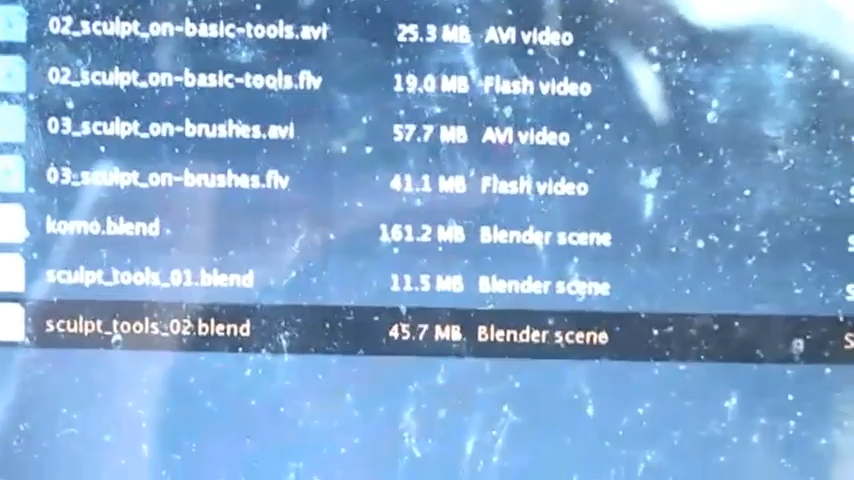 02_sculpt_on-basic-tools.avi 25.3 MB AVI video
02_sculpt_on-basic-tools.flv 19.0 MB Flash video
03_sculpt_on-brushes.avi 57.7 MB AVI video
03_sculpt_on-brushes.flv 41.1 MB Flash video
komo.blend 161.2 MB Blender scene
sculpt_tools_01.blend 11.5 MB Blender scene
sculpt_tools_02.blend 45.7 MB Blender scene